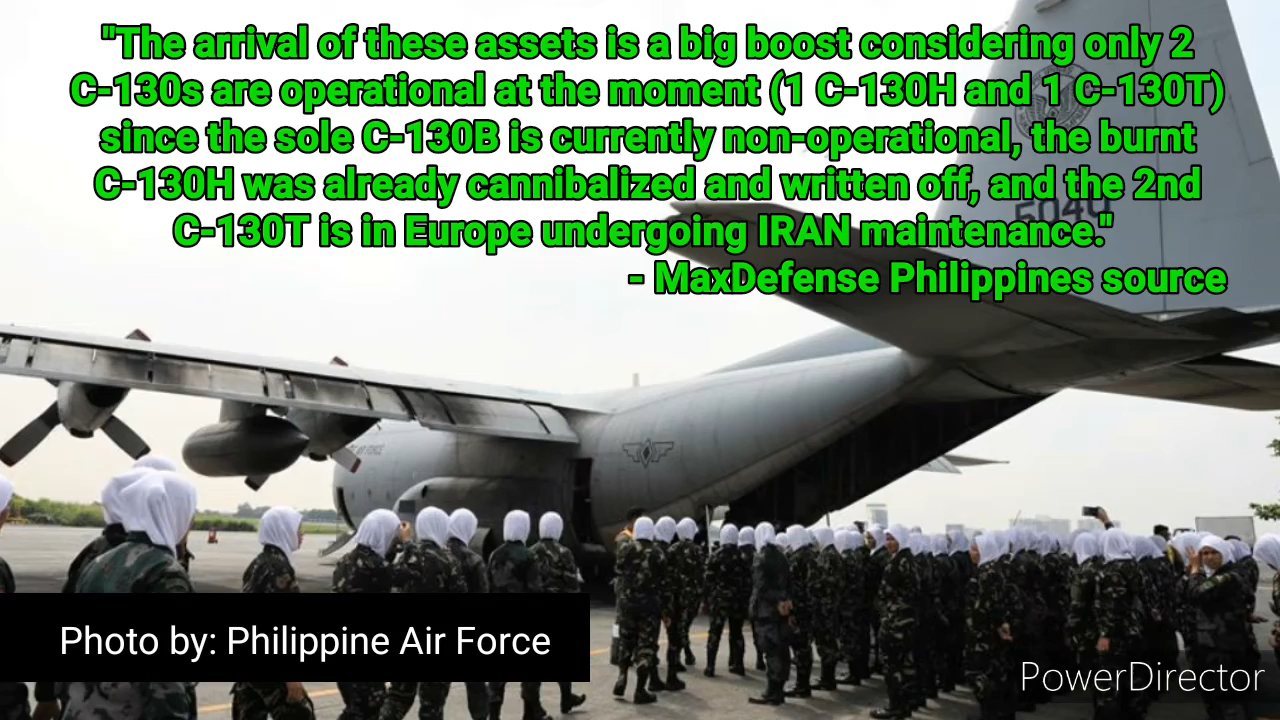 "The arrival of these assets is a big boost considering only 2
C-130s are operational at the moment (1 C-130H and 1 C-130T)
since the sole C-130B is currently non-operational, the burnt
C-130H was already cannibalized and written off, and the 2nd
C-130T is in Europe undergoing IRAN maintenance."
- MaxDefense Philippines source
5040
Photo by: Philippine Air Force
PowerDirector